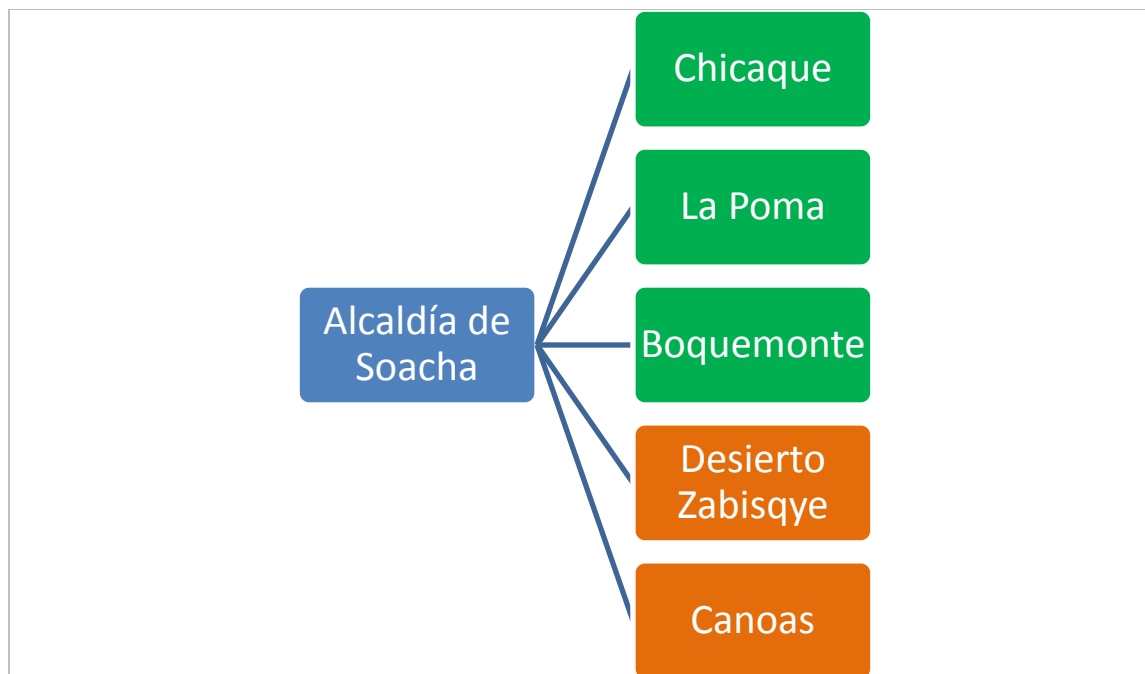 Chicaque
La Poma
Alcaldía de
Soacha
Boquemonte
Desierto
Zabisqye
Canoas